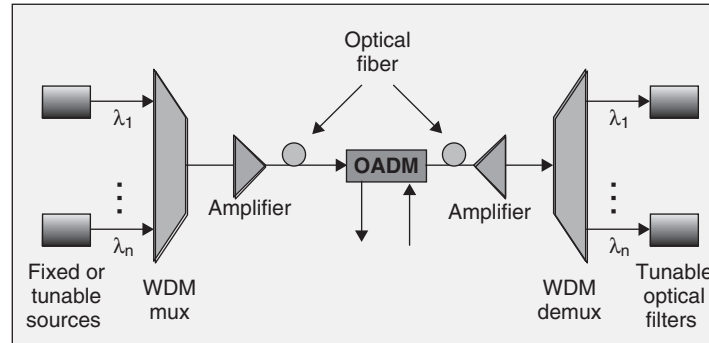 Optical
fiber
λ1
λ1
OADM
Amplifier
Amplifier
λn
λn
Fixed or
tunable
sources
WDM
mux
WDM
demux
Tunable
optical
filters